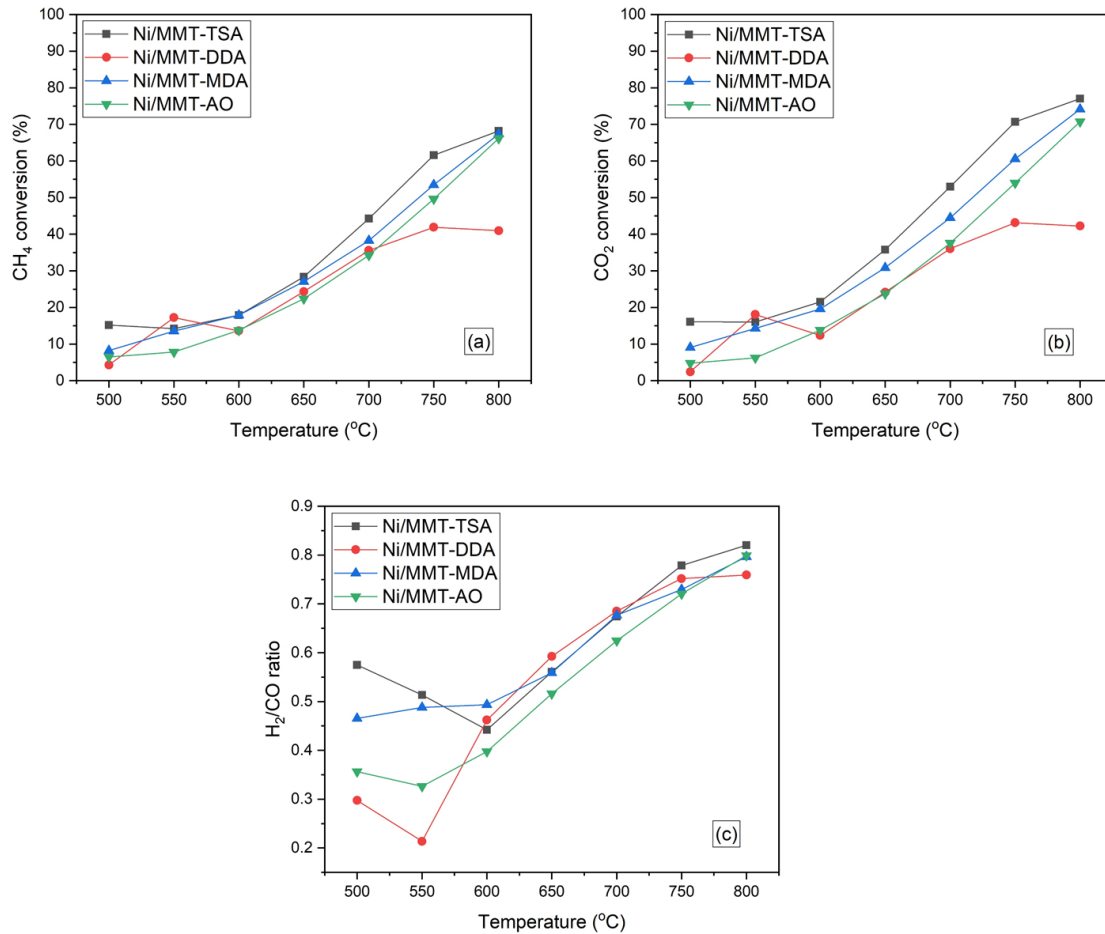 Ni/MMT-TSA
Ni/MMT-DDA
Ni/MMT-MDA
Ni/MMT-AO
100
90
80
70
60
50
40
30
20
10
0
CH₄ conversion (%)
(a)
500 550 600 650 700 750 800
Temperature (°C)
Ni/MMT-TSA
Ni/MMT-DDA
Ni/MMT-MDA
Ni/MMT-AO
100
90
80
70
60
50
40
30
20
10
0
CO₂ conversion (%)
(b)
500 550 600 650 700 750 800
Temperature (°C)
Ni/MMT-TSA
Ni/MMT-DDA
Ni/MMT-MDA
Ni/MMT-AO
0.9
0.8
0.7
0.6
0.5
0.4
0.3
0.2
H₂/CO ratio
(c)
500 550 600 650 700 750 800
Temperature (°C)